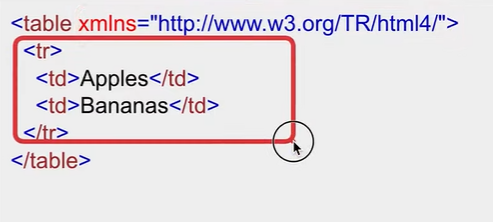 <table xmlns="http://www.w3.org/TR/html4/">
<tr>
<td>Apples</td>
<td>Bananas</td>
</tr>
</table>